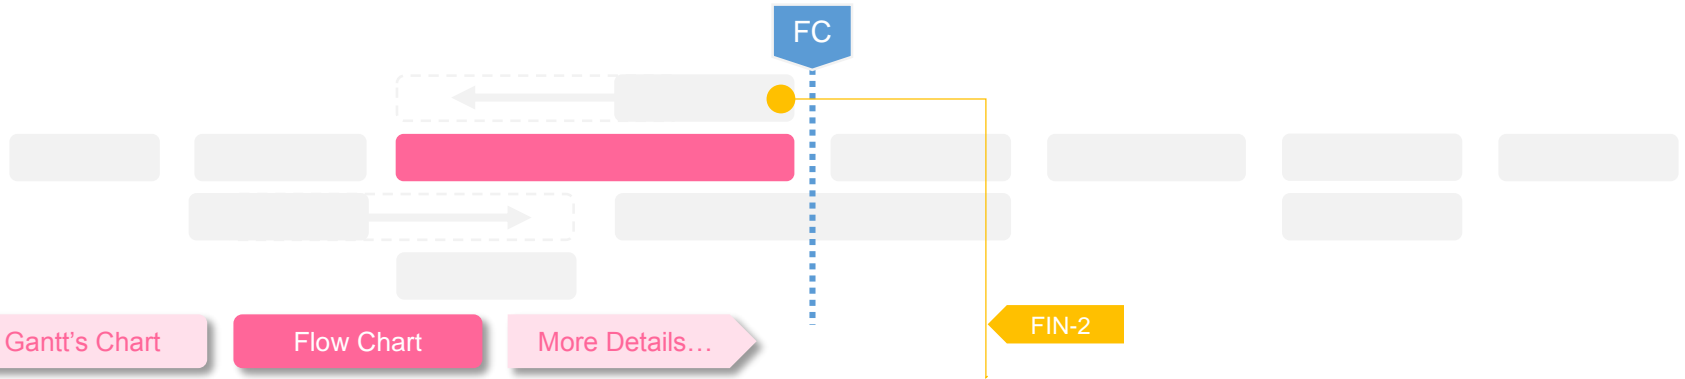 FC
FIN-2
Gantt's Chart
Flow Chart
More Details…